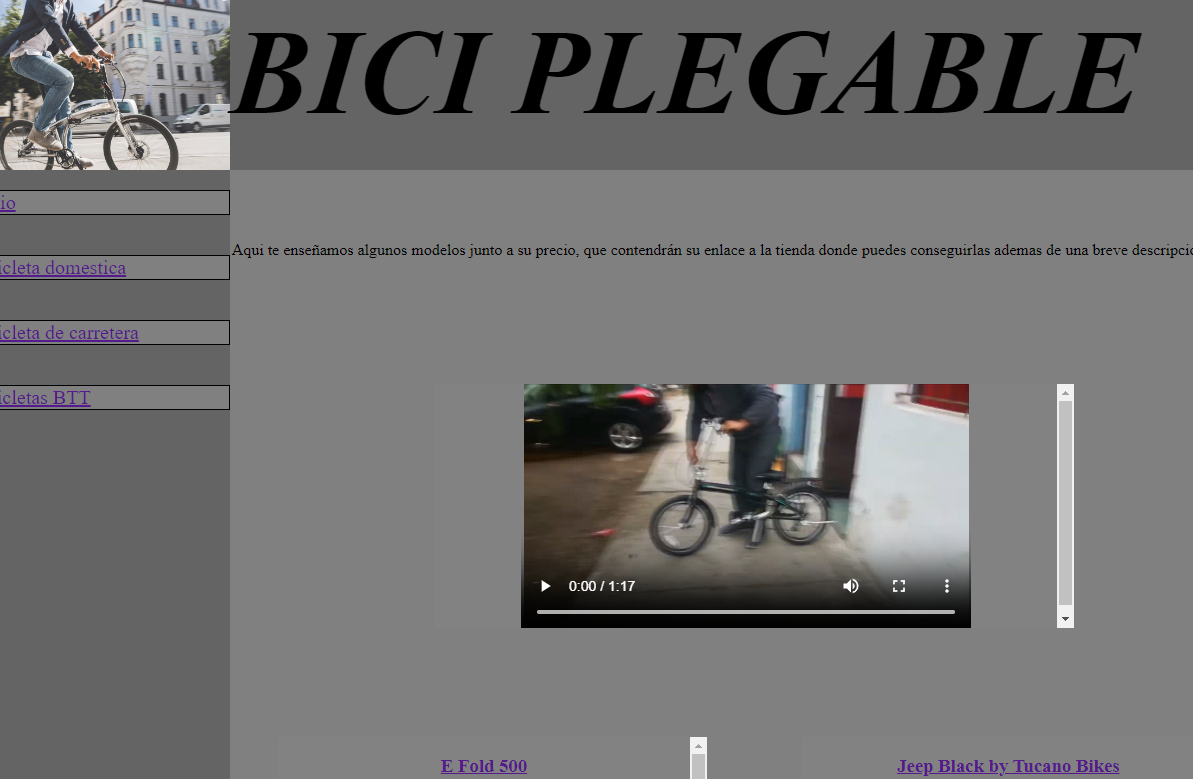 BICI PLEGABLE
io
icleta domestica
Aqui te enseñamos algunos modelos junto a su precio, que contendrán su enlace a la tienda donde puedes conseguirlas ademas de una breve descripció
icleta de carretera
icletas BTT
0:00 / 1:17
E Fold 500
Jeep Black by Tucano Bikes